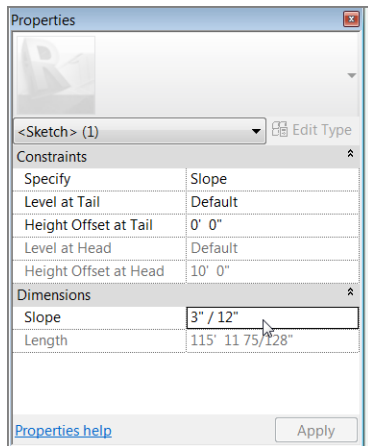 Properties
<Sketch> (1) Edit Type
Constraints
Specify Slope
Level at Tail Default
Height Offset at Tail 0' 0"
Level at Head Default
Height Offset at Head 10' 0"
Dimensions
Slope 3" / 12"
Length 115' 11 75/128"
Properties help Apply